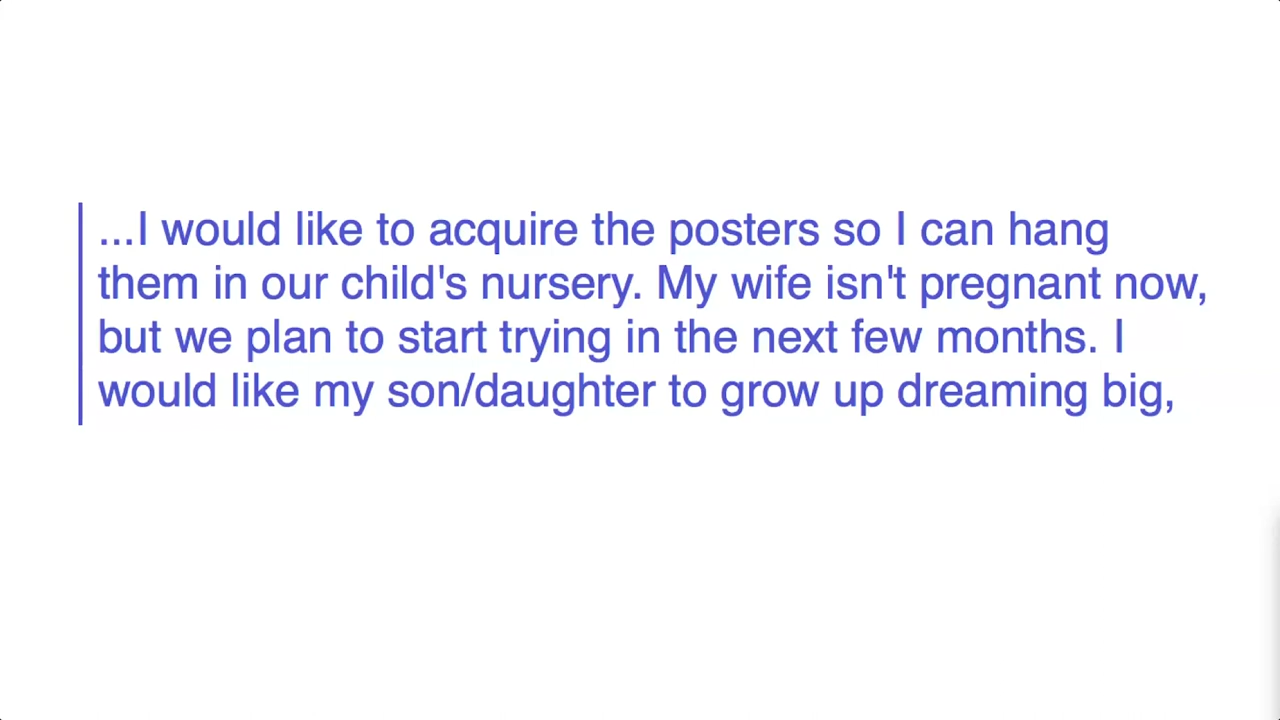 ...I would like to acquire the posters so I can hang
them in our child's nursery. My wife isn't pregnant now,
but we plan to start trying in the next few months. I
would like my son/daughter to grow up dreaming big,